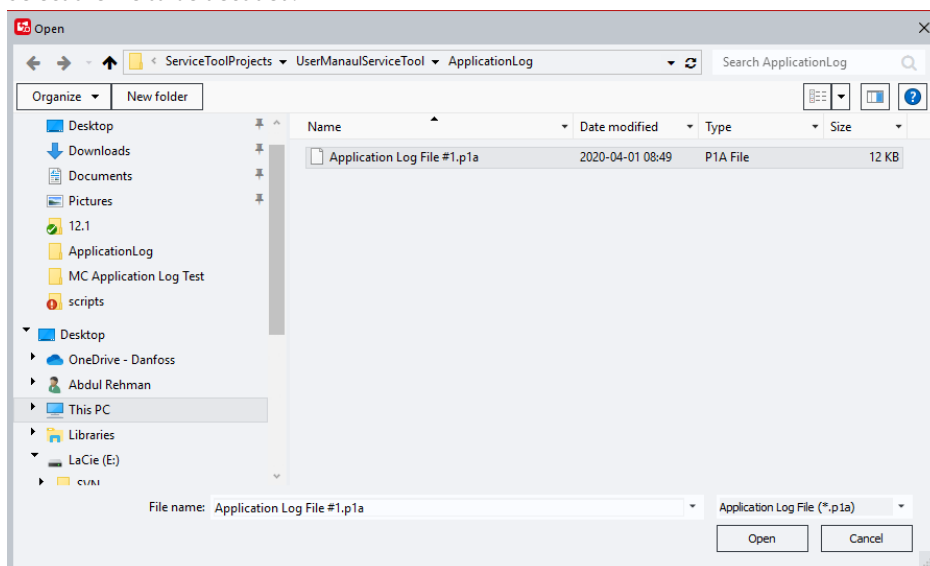 Open
ServiceToolProjects UserManaulServiceTool ApplicationLog Search ApplicationLog
Organize New folder
Name Date modified Type Size
Application Log File #1.p1a 2020-04-01 08:49 P1A File 12 KB
Desktop
Downloads
Documents
Pictures
12.1
ApplicationLog
MC Application Log Test
scripts
Desktop
OneDrive - Danfoss
Abdul Rehman
This PC
Libraries
LaCie (E:)
File name: Application Log File #1.p1a Application Log File (*.p1a)
Open Cancel